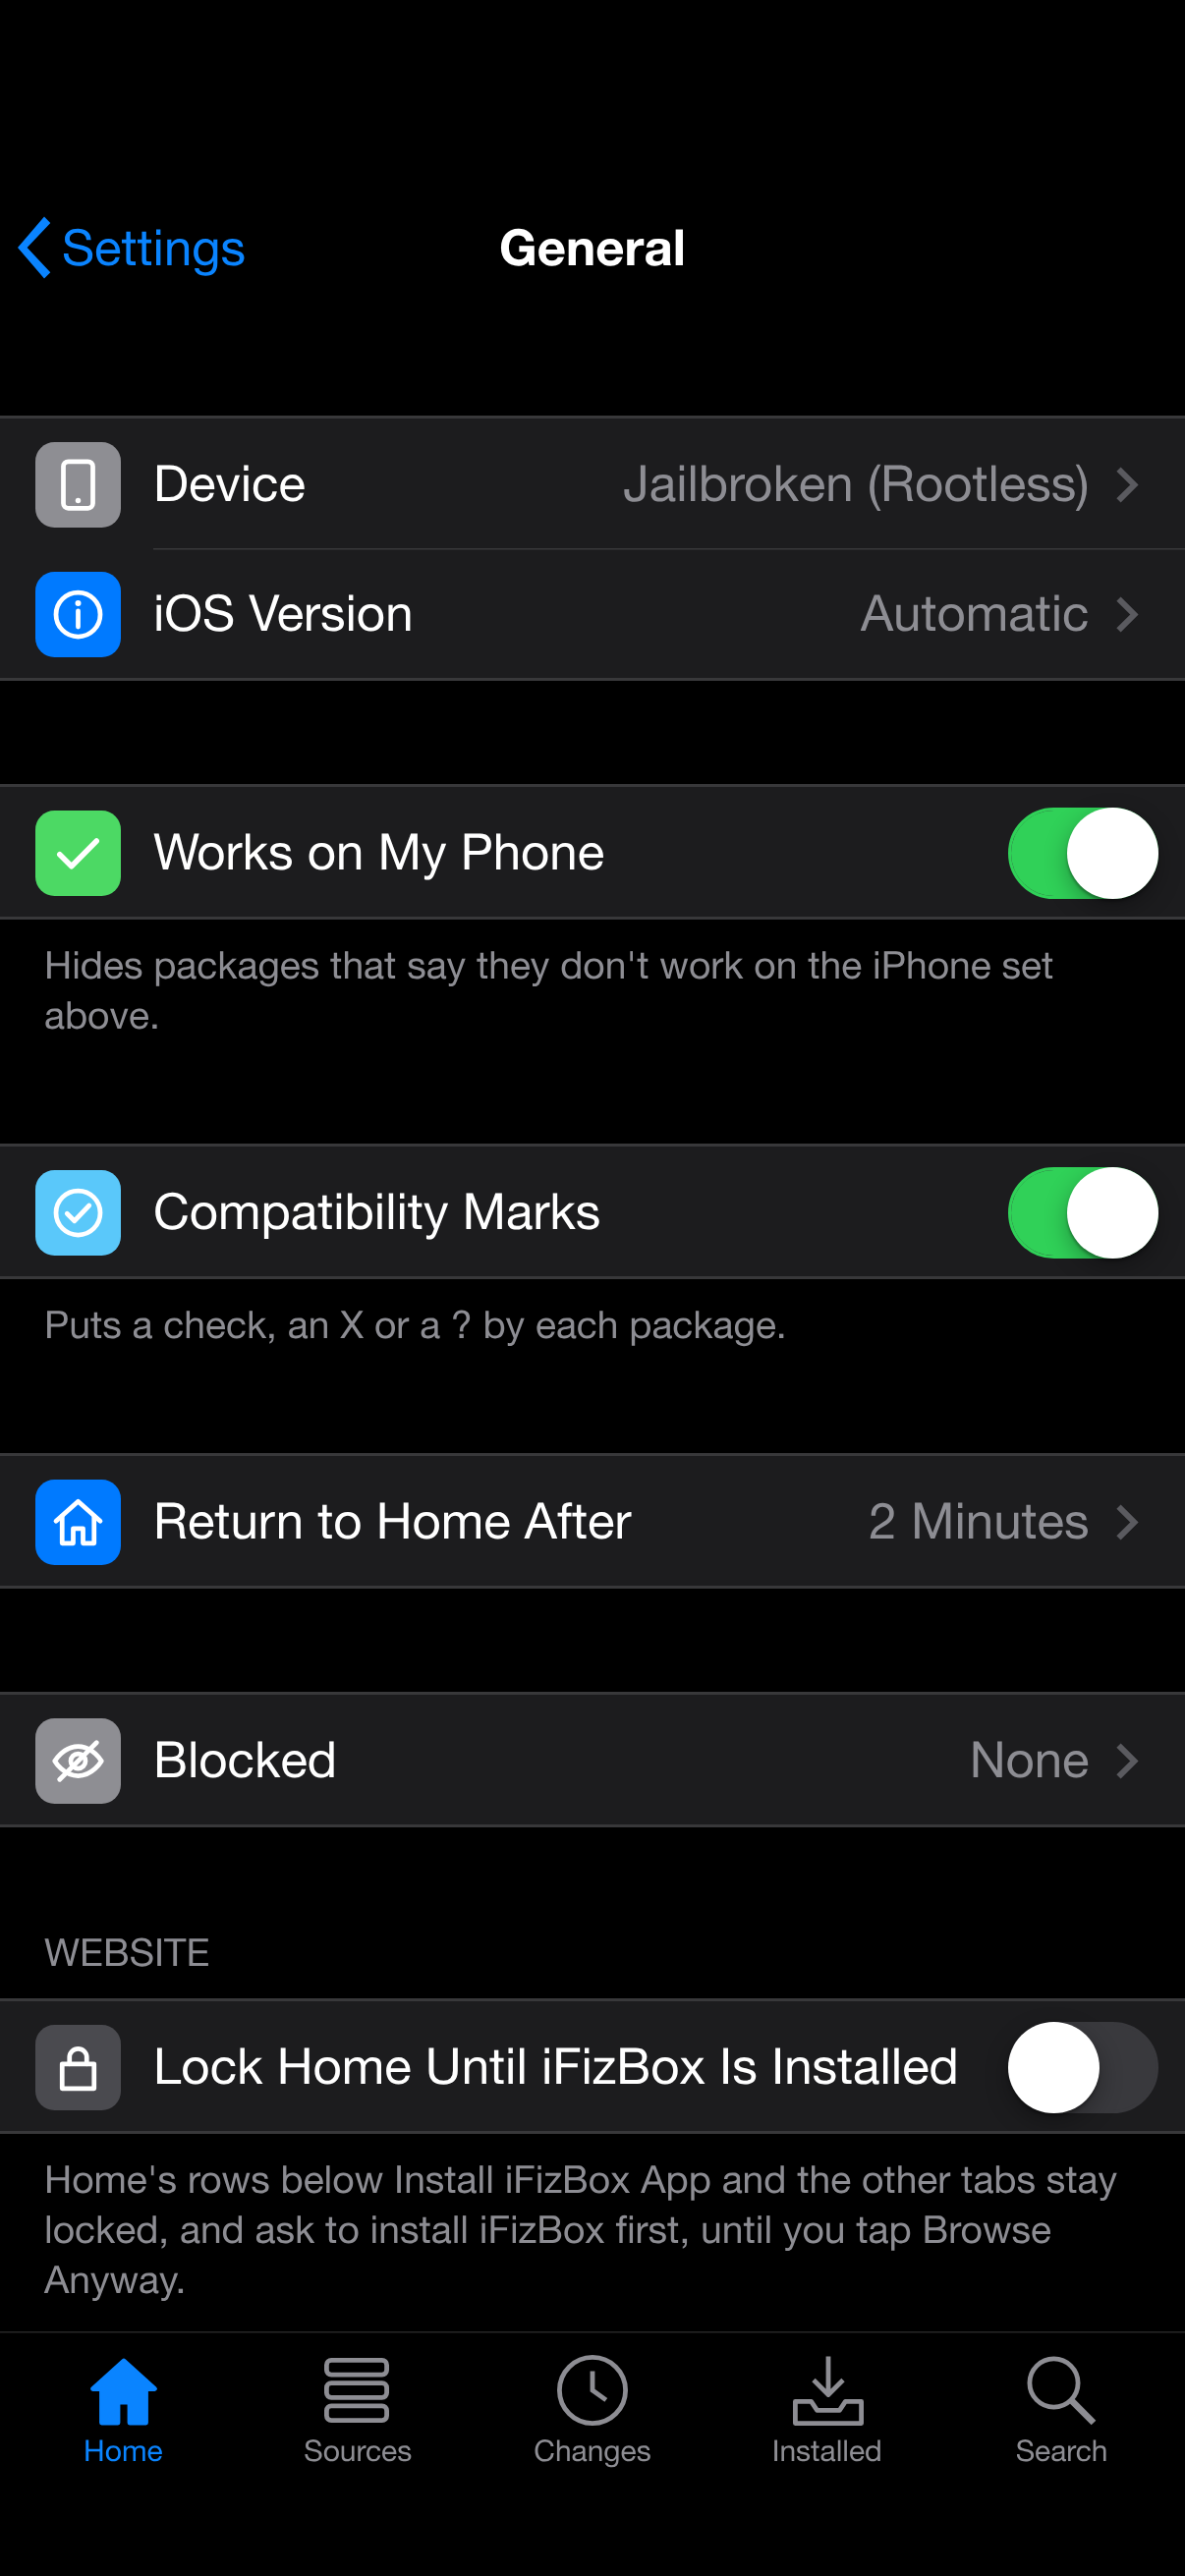 Settings
General
Device
Jailbroken (Rootless)
iOS Version
Automatic
Works on My Phone
Hides packages that say they don't work on the iPhone set
above.
Compatibility Marks
Puts a check, an X or a ? by each package.
Return to Home After
2 Minutes
Blocked
None
WEBSITE
Lock Home Until iFizBox Is Installed
Home's rows below Install iFizBox App and the other tabs stay
locked, and ask to install iFizBox first, until you tap Browse
Anyway.
Home
Sources
Changes
Installed
Search